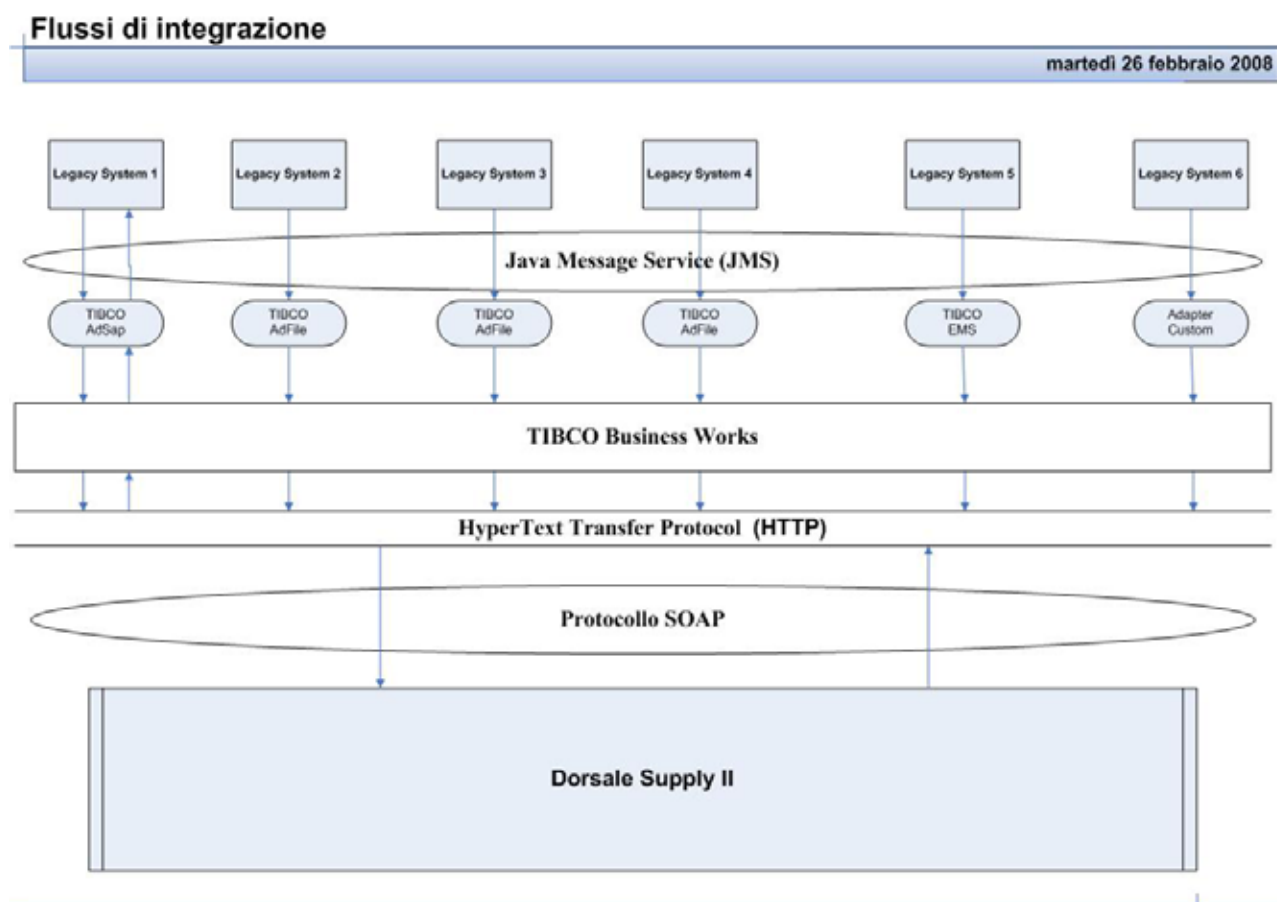 Flussi di integrazione
martedì 26 febbraio 2008
Legacy System 1
Legacy System 2
Legacy System 3
Legacy System 4
Legacy System 5
Legacy System 6
Java Message Service (JMS)
TIBCO
AdSap
TIBCO
AdFile
TIBCO
AdFile
TIBCO
AdFile
TIBCO
EMS
Adapter
Custom
TIBCO Business Works
HyperText Transfer Protocol (HTTP)
Protocollo SOAP
Dorsale Supply II